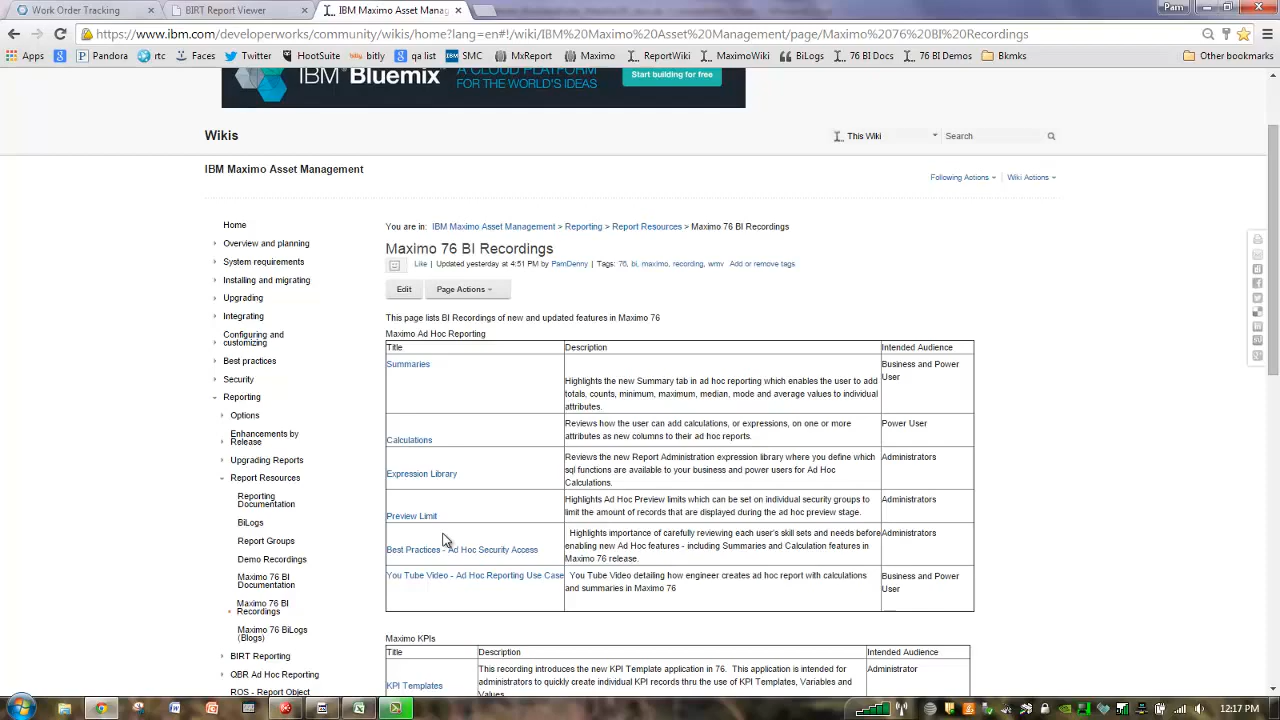 Work Order Tracking
BIRT Report Viewer
IBM Maximo Asset Manag
Pam
https://www.ibm.com/developerworks/community/wikis/home?lang=en#!/wiki/IBM%20Maximo%20Asset%20Management/page/Maximo%2076%20BI%20Recordings
Apps
Pandora
rtc
Faces
Twitter
HootSuite
bitly
qa list
SMC
MxReport
Maximo
ReportWiki
MaximoWiki
BiLogs
76 BI Docs
76 BI Demos
Bkmrks
Other bookmarks
IBM Bluemix
A CLOUD PLATFORM
FOR THE WORLD'S IDEAS
Start building for free
Wikis
This Wiki
Search
IBM Maximo Asset Management
Following Actions
Wiki Actions
Home
Overview and planning
System requirements
Installing and migrating
Upgrading
Integrating
Configuring and
customizing
Best practices
Security
Reporting
Options
Enhancements by
Release
Upgrading Reports
Report Resources
Reporting
Documentation
BiLogs
Report Groups
Demo Recordings
Maximo 76 BI
Documentation
Maximo 76 BI
Recordings
Maximo 76 BiLogs
(Blogs)
BIRT Reporting
QBR Ad Hoc Reporting
ROS - Report Object
You are in: IBM Maximo Asset Management > Reporting > Report Resources > Maximo 76 BI Recordings
Maximo 76 BI Recordings
Like | Updated yesterday at 4:51 PM by PamDenny | Tags: 76, bi, maximo, recording, wmv Add or remove tags
Edit
Page Actions
This page lists BI Recordings of new and updated features in Maximo 76
Maximo Ad Hoc Reporting
Title Description Intended Audience
Summaries
Highlights the new Summary tab in ad hoc reporting which enables the user to add
totals, counts, minimum, maximum, median, mode and average values to individual
attributes.
Business and Power
User
Calculations
Reviews how the user can add calculations, or expressions, on one or more
attributes as new columns to their ad hoc reports.
Power User
Expression Library
Reviews the new Report Administration expression library where you define which
sql functions are available to your business and power users for Ad Hoc
Calculations.
Administrators
Preview Limit
Highlights Ad Hoc Preview limits which can be set on individual security groups to
limit the amount of records that are displayed during the ad hoc preview stage.
Administrators
Best Practices - Ad Hoc Security Access
Highlights importance of carefully reviewing each user's skill sets and needs before
enabling new Ad Hoc features - including Summaries and Calculation features in
Maximo 76 release.
Administrators
You Tube Video - Ad Hoc Reporting Use Case
You Tube Video detailing how engineer creates ad hoc report with calculations
and summaries in Maximo 76
Business and Power
User
Maximo KPIs
Title Description Intended Audience
KPI Templates
This recording introduces the new KPI Template application in 76. This application is intended for
administrators to quickly create individual KPI records thru the use of KPI Templates, Variables and
Values.
Administrator
12:17 PM